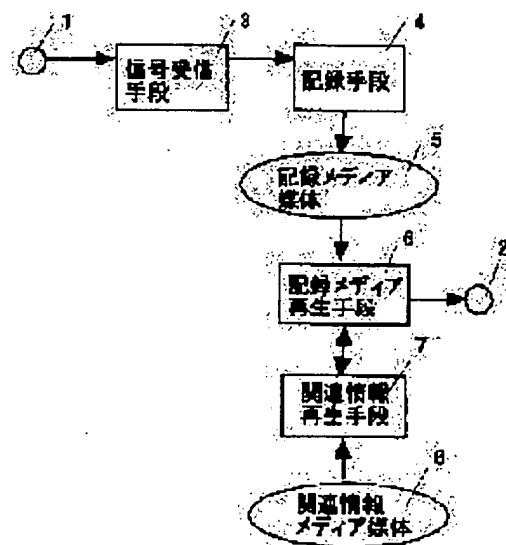 1
3
4
信号受信
手段
記録手段
5
記録メディア
媒体
6
2
記録メディア
再生手段
7
関連情報
再生手段
8
関連情報
メディア媒体